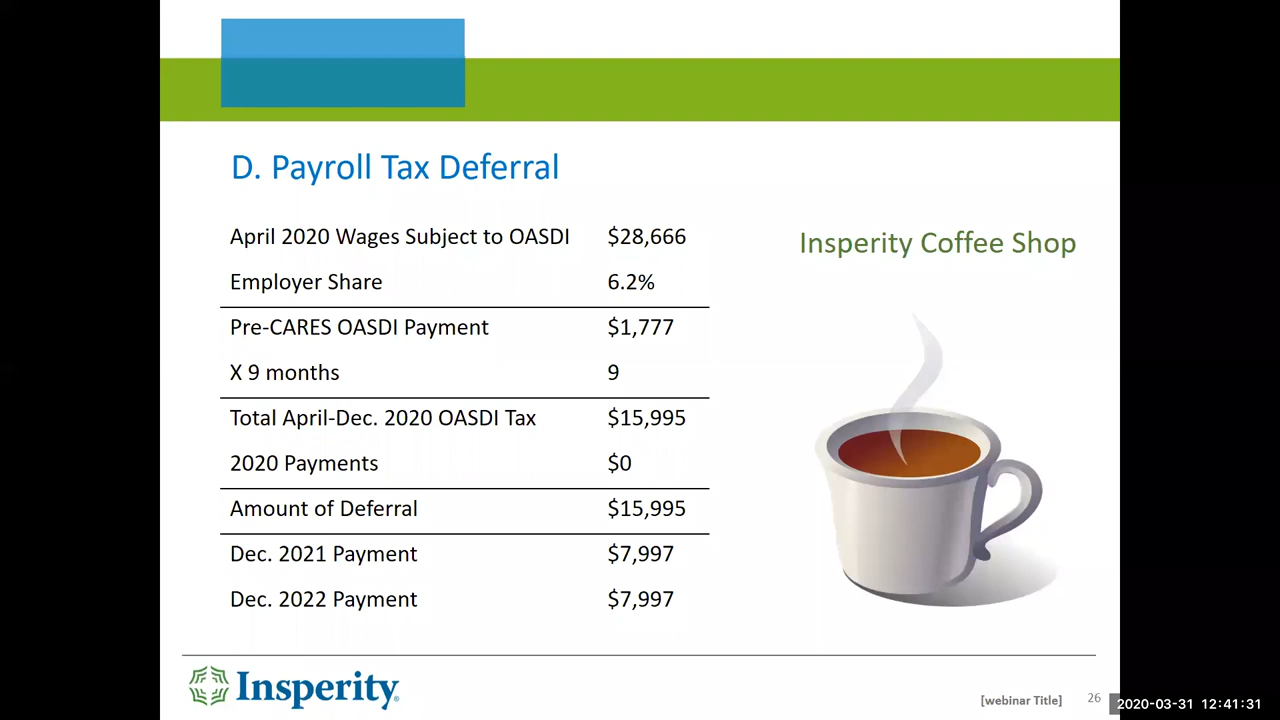 D. Payroll Tax Deferral
April 2020 Wages Subject to OASDI $28,666
Employer Share 6.2%
Pre-CARES OASDI Payment $1,777
X 9 months 9
Total April-Dec. 2020 OASDI Tax $15,995
2020 Payments $0
Amount of Deferral $15,995
Dec. 2021 Payment $7,997
Dec. 2022 Payment $7,997
Insperity Coffee Shop
Insperity
[webinar Title] 26
2020-03-31 12:41:31